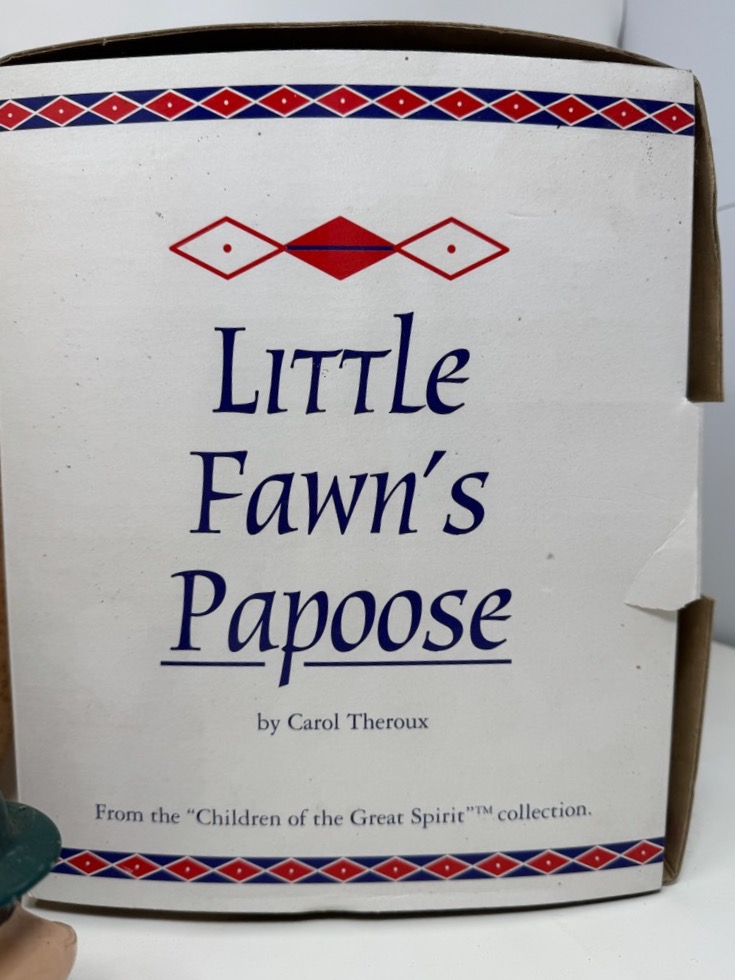 Little
Fawn's
Papoose
by Carol Theroux
From the “Children of the Great Spirit”™ collection.